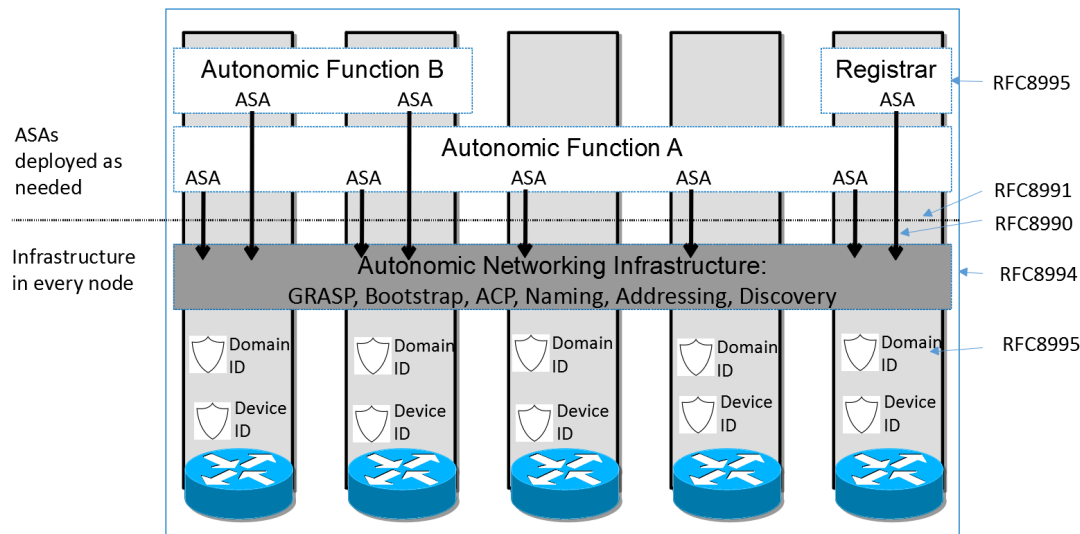 Autonomic Function B
Registrar
RFC8995
ASA
ASA
ASA
ASAs
deployed as
needed
Autonomic Function A
ASA
ASA
ASA
ASA
ASA
RFC8991
RFC8990
Infrastructure
in every node
Autonomic Networking Infrastructure:
GRASP, Bootstrap, ACP, Naming, Addressing, Discovery
RFC8994
Domain
ID
Domain
ID
Domain
ID
Domain
ID
Domain
ID
RFC8995
Device
ID
Device
ID
Device
ID
Device
ID
Device
ID